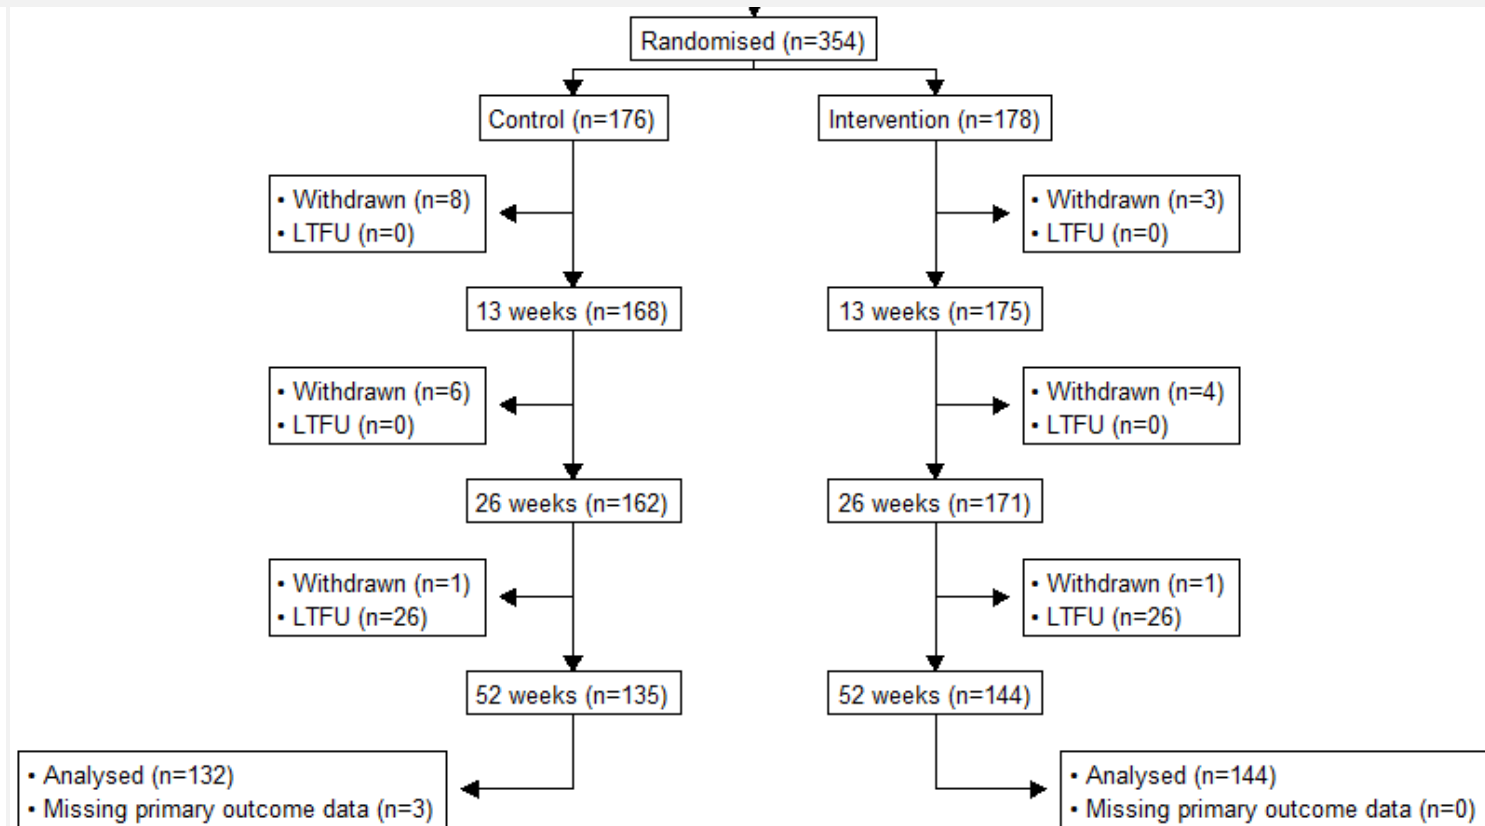 Randomised (n=354)
Control (n=176)
Intervention (n=178)
• Withdrawn (n=8)
• LTFU (n=0)
• Withdrawn (n=3)
• LTFU (n=0)
13 weeks (n=168)
13 weeks (n=175)
• Withdrawn (n=6)
• LTFU (n=0)
• Withdrawn (n=4)
• LTFU (n=0)
26 weeks (n=162)
26 weeks (n=171)
• Withdrawn (n=1)
• LTFU (n=26)
• Withdrawn (n=1)
• LTFU (n=26)
52 weeks (n=135)
52 weeks (n=144)
• Analysed (n=132)
• Missing primary outcome data (n=3)
• Analysed (n=144)
• Missing primary outcome data (n=0)